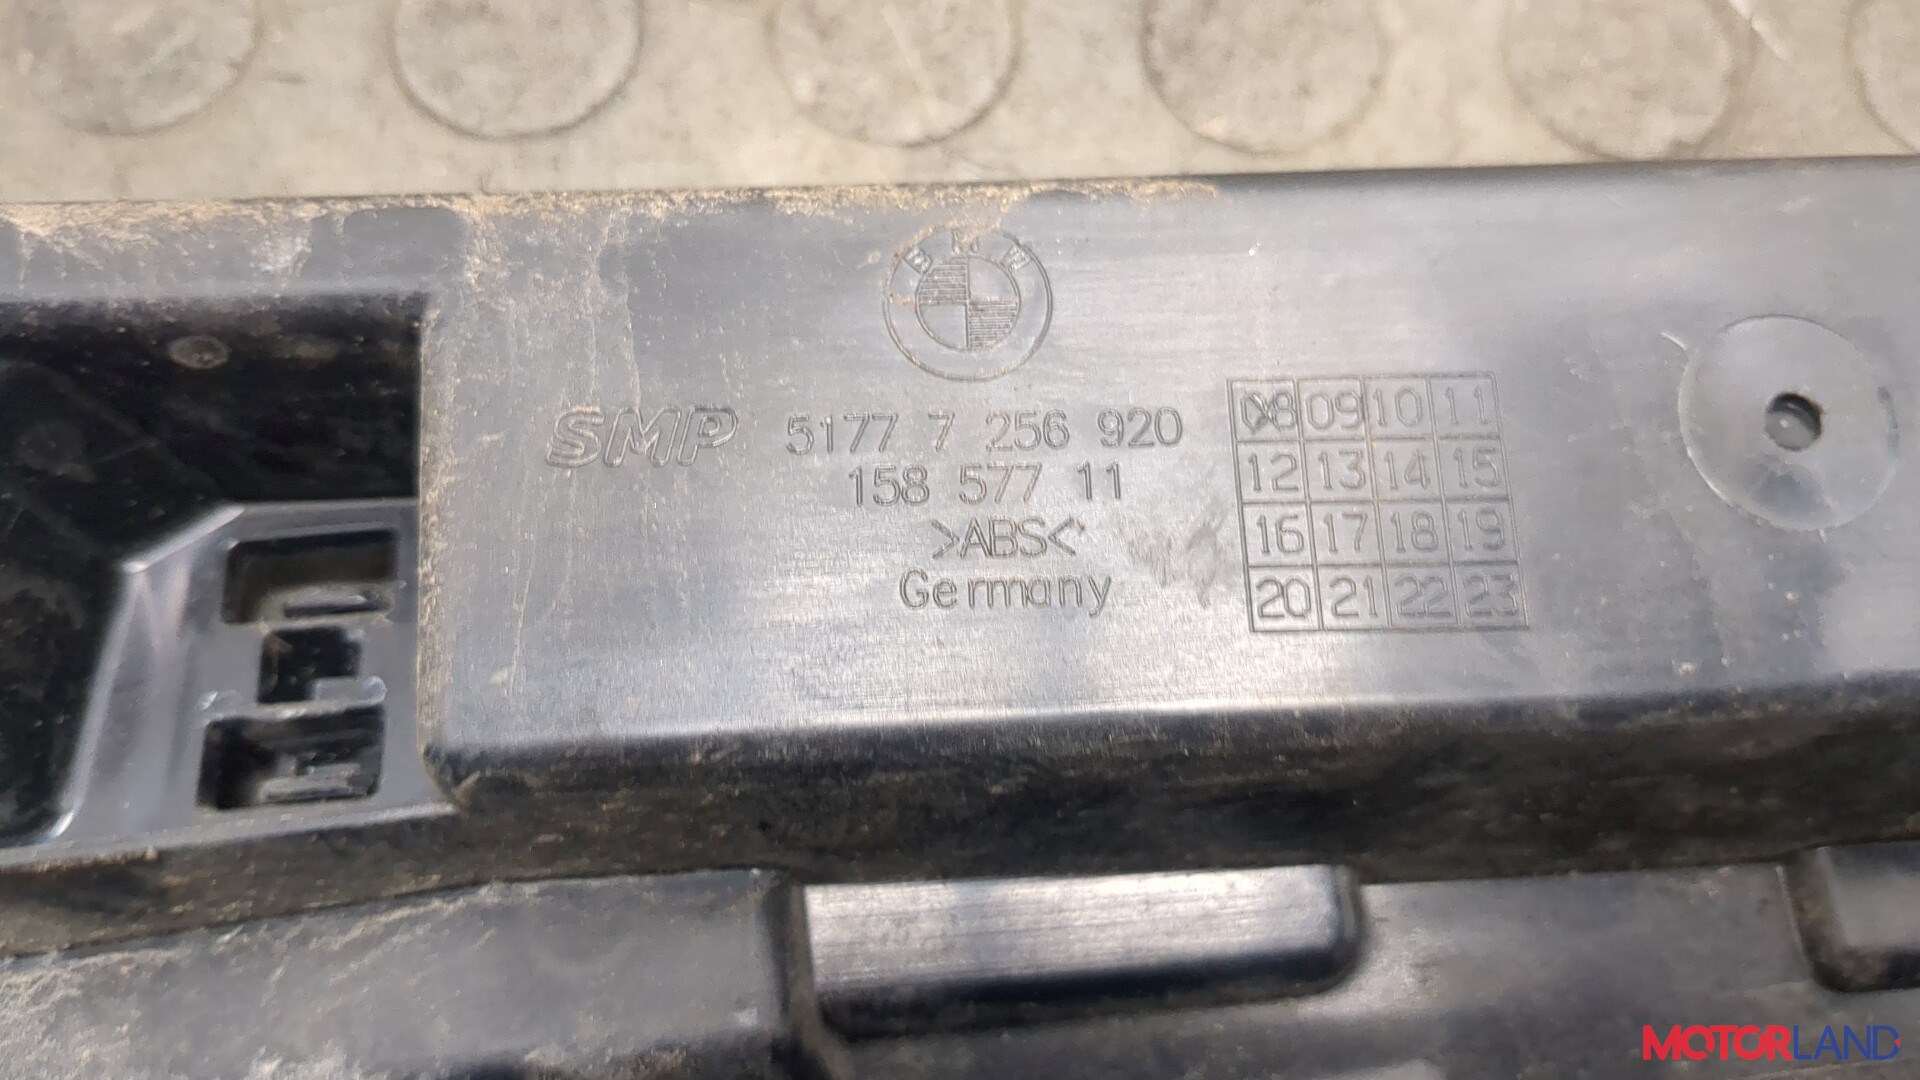 BMW
SMP 5177 7 256 920
158 577 11
>ABS<
Germany
08 09 10 11
12 13 14 15
16 17 18 19
20 21 22 23
MOTORLAND